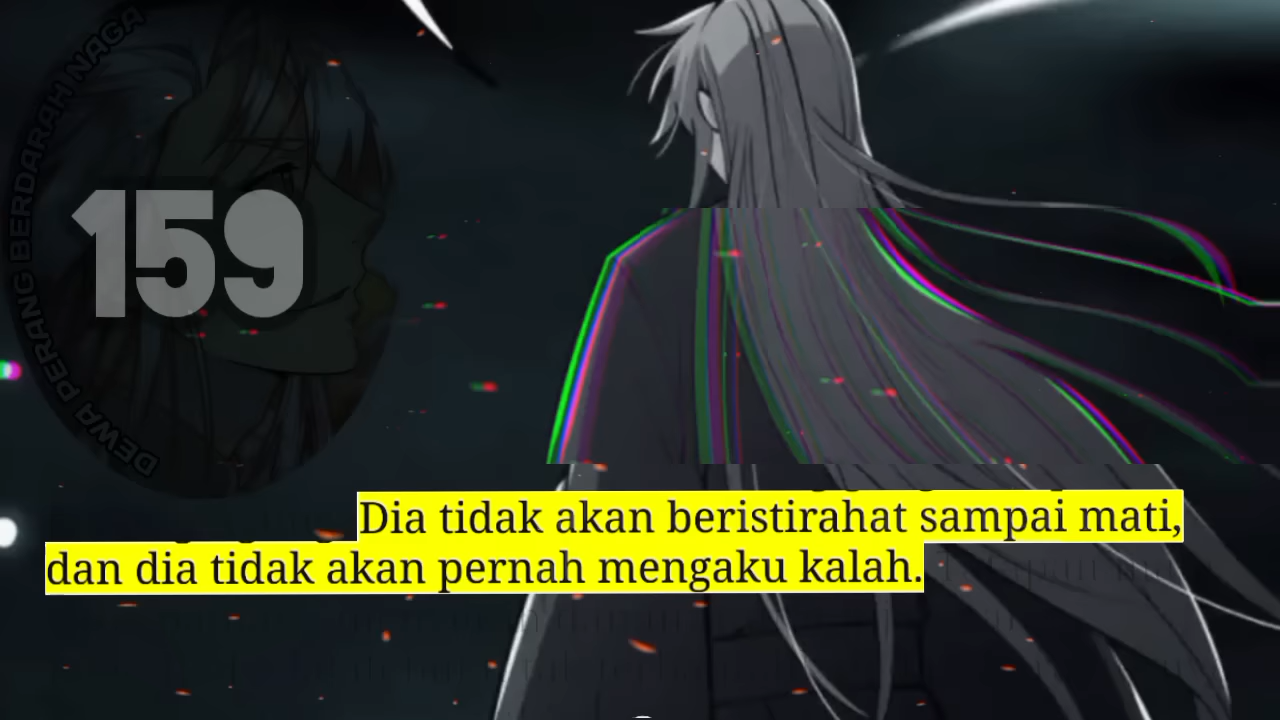 DEWA PERANG BERDARAH NAGA
159
Dia tidak akan beristirahat sampai mati,
dan dia tidak akan pernah mengaku kalah.